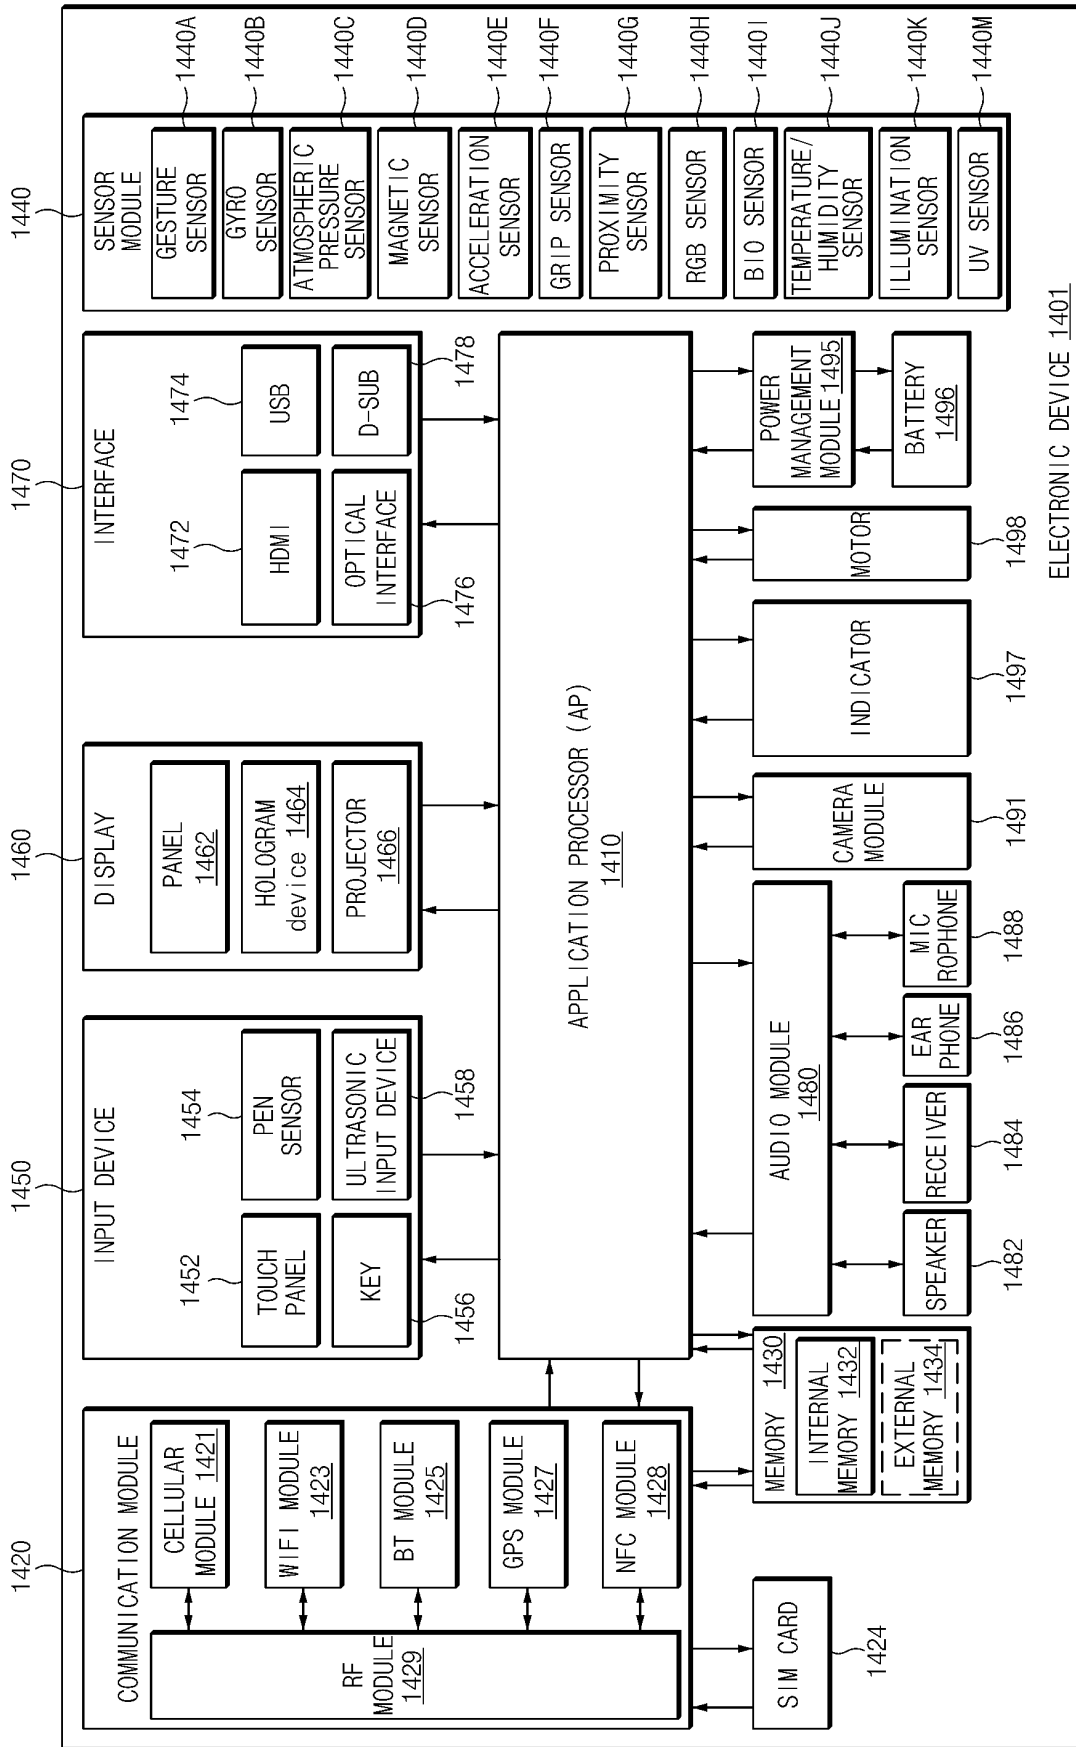 1420
COMMUNICATION MODULE
CELLULAR
MODULE 1421
WIFI MODULE
1423
BT MODULE
1425
GPS MODULE
1427
NFC MODULE
1428
RF
MODULE
1429
SIM CARD
1424
1450
INPUT DEVICE
1452
TOUCH
PANEL
1454
PEN
SENSOR
KEY
1456
ULTRASONIC
INPUT DEVICE
1458
1460
DISPLAY
PANEL
1462
HOLOGRAM
device 1464
PROJECTOR
1466
1470
INTERFACE
1472
HDMI
1474
USB
OPTICAL
INTERFACE
1476
D-SUB
1478
1440
SENSOR
MODULE
GESTURE
SENSOR
1440A
GYRO
SENSOR
1440B
ATMOSPHERIC
PRESSURE
SENSOR
1440C
MAGNETIC
SENSOR
1440D
ACCELERATION
SENSOR
1440E
GRIP SENSOR
1440F
PROXIMITY
SENSOR
1440G
RGB SENSOR
1440H
BIO SENSOR
1440I
TEMPERATURE/
HUMIDITY
SENSOR
1440J
ILLUMINATION
SENSOR
1440K
UV SENSOR
1440M
APPLICATION PROCESSOR (AP)
1410
MEMORY 1430
INTERNAL
MEMORY 1432
EXTERNAL
MEMORY 1434
AUDIO MODULE
1480
SPEAKER
1482
RECEIVER
1484
EAR
PHONE
1486
MIC
ROPHONE
1488
CAMERA
MODULE
1491
INDICATOR
1497
MOTOR
1498
POWER
MANAGEMENT
MODULE 1495
BATTERY
1496
ELECTRONIC DEVICE 1401